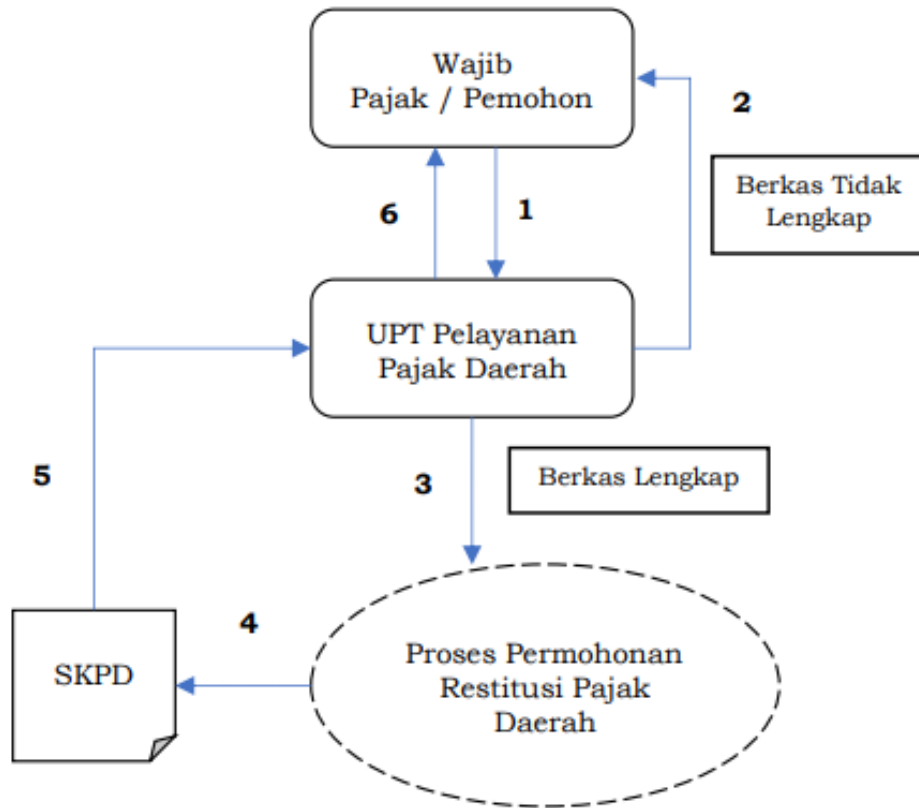 Wajib
Pajak / Pemohon
2
Berkas Tidak
Lengkap
6
1
UPT Pelayanan
Pajak Daerah
5
3
Berkas Lengkap
4
SKPD
Proses Permohonan
Restitusi Pajak
Daerah